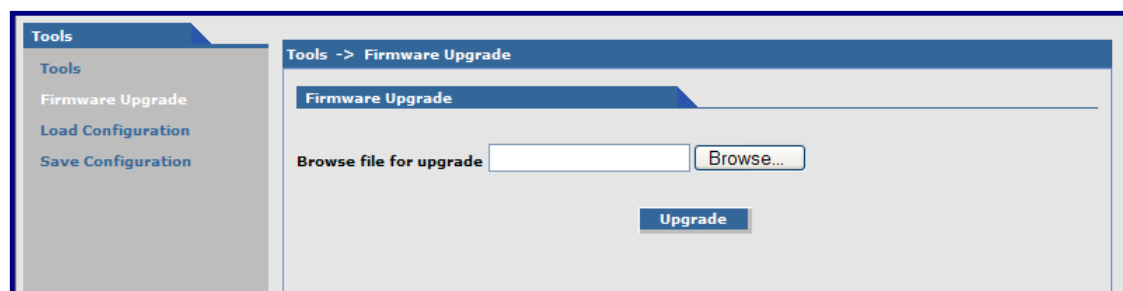 Tools
Tools
Firmware Upgrade
Load Configuration
Save Configuration
Tools -> Firmware Upgrade
Firmware Upgrade
Browse file for upgrade Browse...
Upgrade